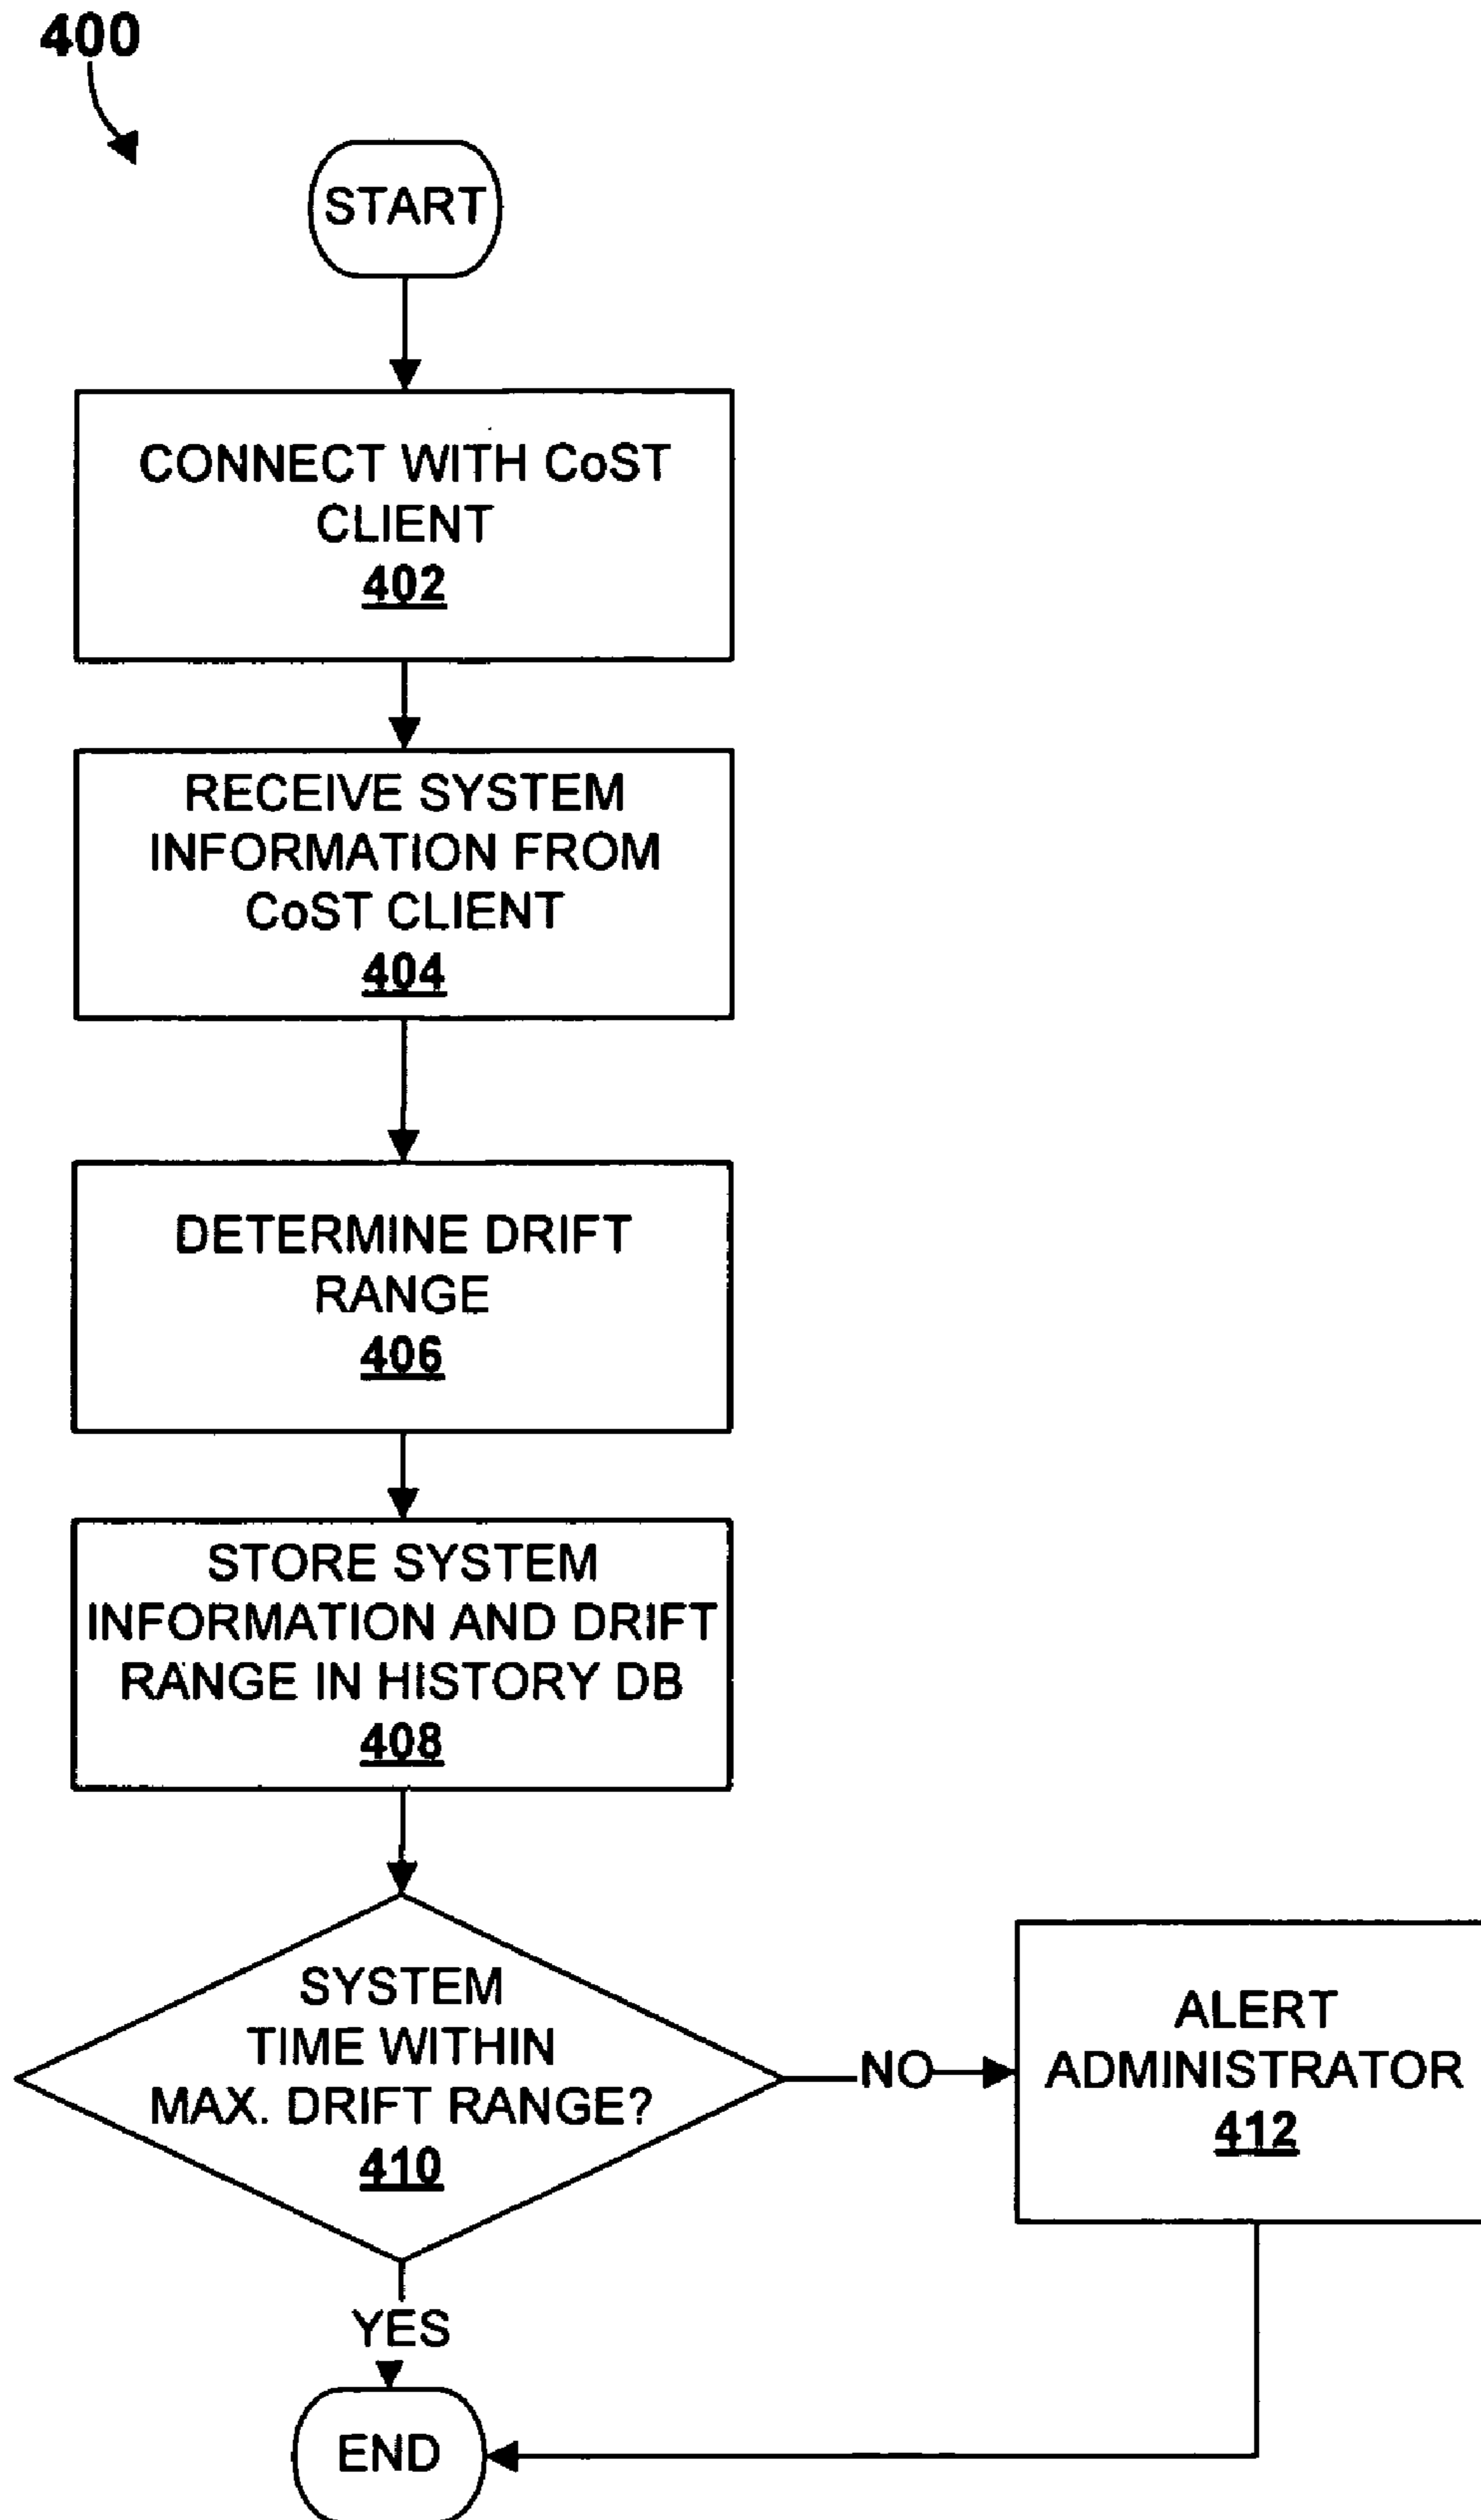 400
START
CONNECT WITH CoST
CLIENT
402
RECEIVE SYSTEM
INFORMATION FROM
CoST CLIENT
404
DETERMINE DRIFT
RANGE
406
STORE SYSTEM
INFORMATION AND DRIFT
RANGE IN HISTORY DB
408
SYSTEM
TIME WITHIN
MAX. DRIFT RANGE?
410
NO
ALERT
ADMINISTRATOR
412
YES
END